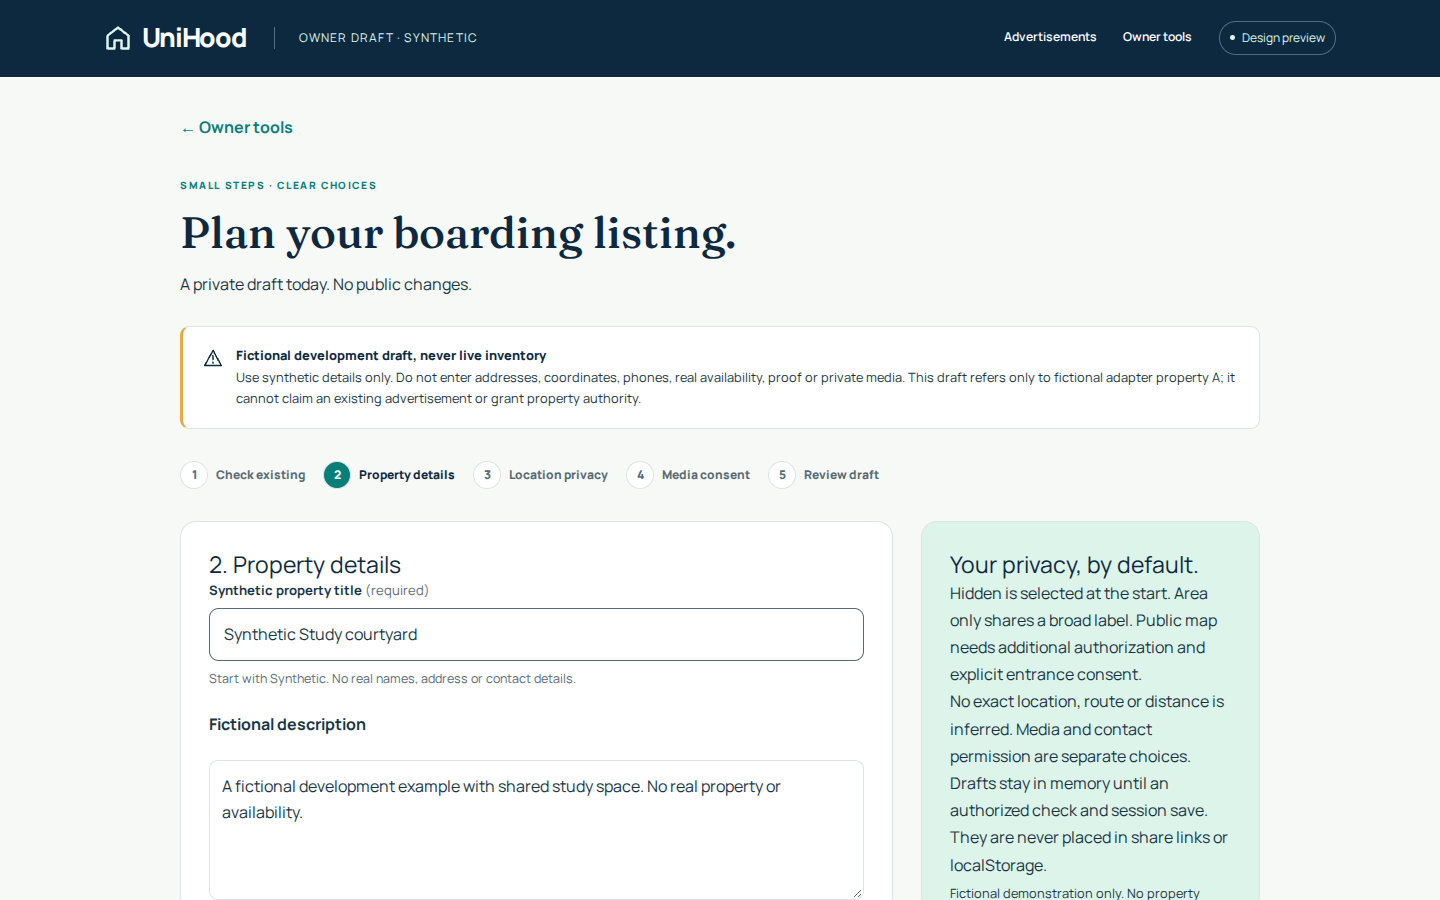 UniHood
OWNER DRAFT · SYNTHETIC
Advertisements
Owner tools
Design preview
← Owner tools
SMALL STEPS · CLEAR CHOICES
Plan your boarding listing.
A private draft today. No public changes.
Fictional development draft, never live inventory
Use synthetic details only. Do not enter addresses, coordinates, phones, real availability, proof or private media. This draft refers only to fictional adapter property A; it
cannot claim an existing advertisement or grant property authority.
1 Check existing
2 Property details
3 Location privacy
4 Media consent
5 Review draft
2. Property details
Synthetic property title (required)
Synthetic Study courtyard
Start with Synthetic. No real names, address or contact details.
Fictional description
A fictional development example with shared study space. No real property or
availability.
Your privacy, by default.
Hidden is selected at the start. Area
only shares a broad label. Public map
needs additional authorization and
explicit entrance consent.
No exact location, route or distance is
inferred. Media and contact
permission are separate choices.
Drafts stay in memory until an
authorized check and session save.
They are never placed in share links or
localStorage.
Fictional demonstration only. No property